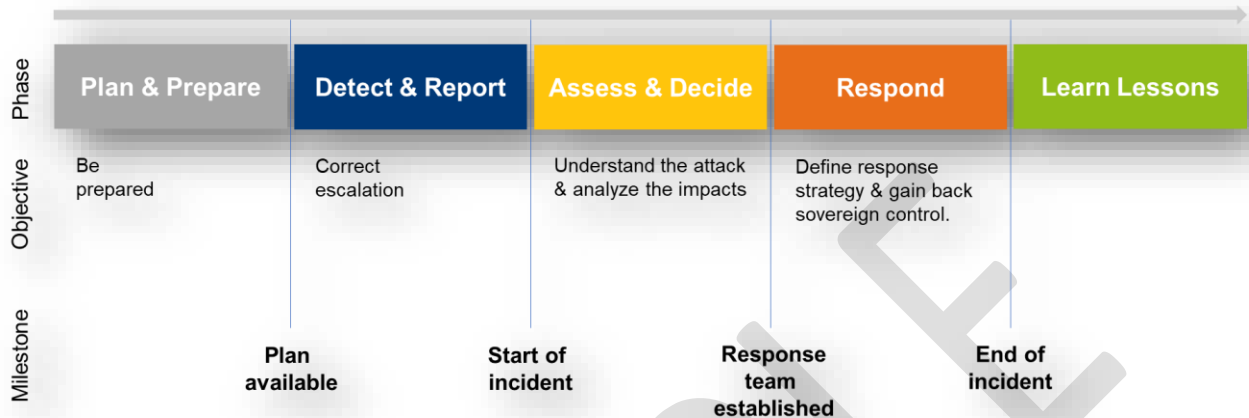 Phase
Plan & Prepare
Detect & Report
Assess & Decide
Respond
Learn Lessons
Objective
Be
prepared
Correct
escalation
Understand the attack
& analyze the impacts
Define response
strategy & gain back
sovereign control.
Milestone
Plan
available
Start of
incident
Response
team
established
End of
incident